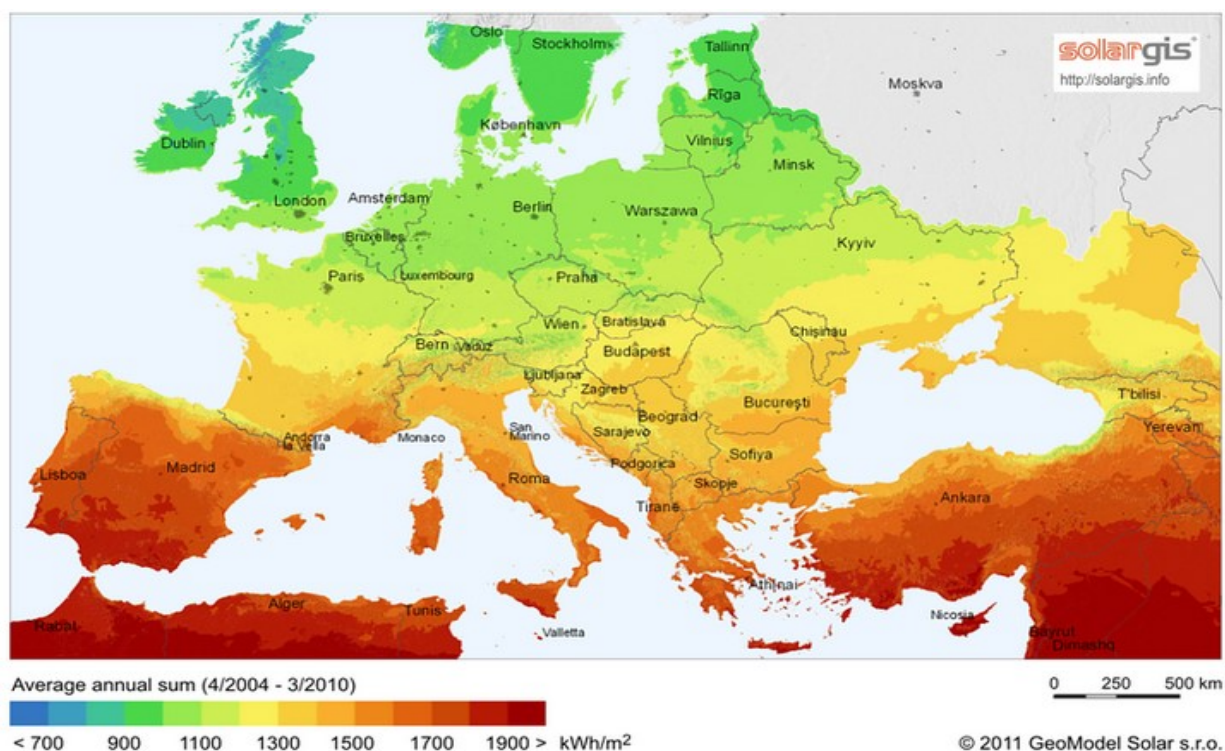 Oslo
Stockholm
Tallinn
solargis
http://solargis.info
Moskva
Rīga
København
Dublin
Vilnius
Minsk
London
Amsterdam
Berlin
Warszawa
Bruxelles
Kyyiv
Paris
Luxembourg
Praha
Wien
Bratislava
Chişinau
Bern
Vaduz
Budapest
Ljubljana
Zagreb
T'bilisi
Beograd
Bucureşti
Yerevan
Andorra
la Vella
Monaco
San
Marino
Sarajevo
Lisboa
Madrid
Roma
Podgorica
Sofiya
Skopje
Ankara
Tirane
Athinai
Alger
Tunis
Nicosia
Rabat
Valletta
Bayrut
Dimashq
Average annual sum (4/2004 - 3/2010)
0 250 500 km
< 700 900 1100 1300 1500 1700 1900 > kWh/m²
© 2011 GeoModel Solar s.r.o.